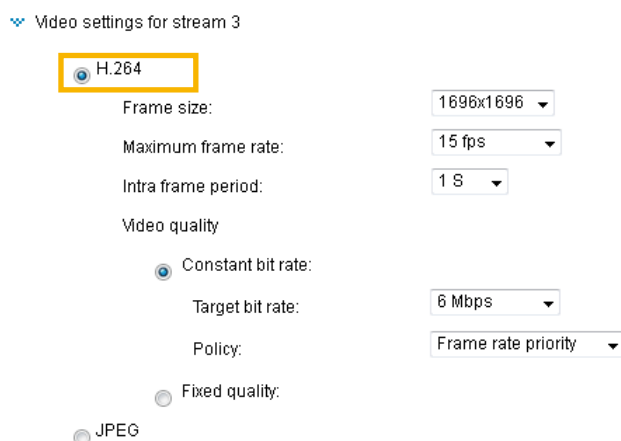 Video settings for stream 3
H.264
Frame size: 1696x1696
Maximum frame rate: 15 fps
Intra frame period: 1 S
Video quality
Constant bit rate:
Target bit rate: 6 Mbps
Policy: Frame rate priority
Fixed quality:
JPEG